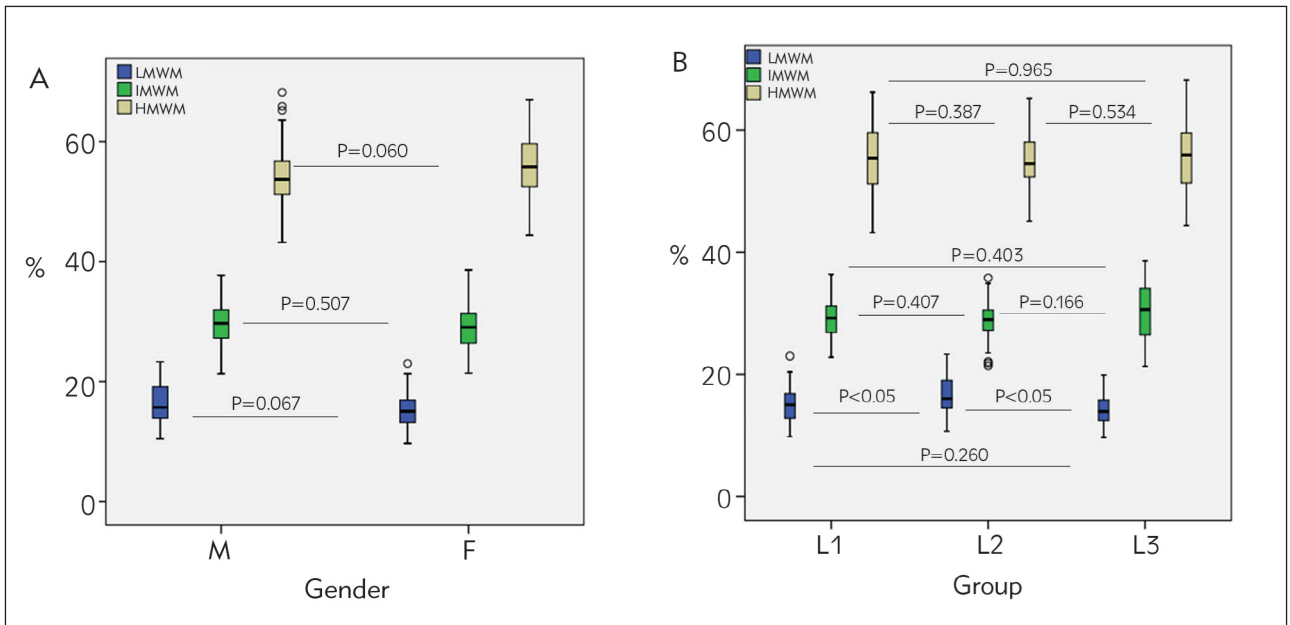 A
LMWM
IMWM
HMWM
60
40
20
0
%
P=0.060
P=0.507
P=0.067
M
F
Gender
B
LMWM
IMWM
HMWM
60
40
20
0
%
P=0.965
P=0.387
P=0.534
P=0.403
P=0.407
P=0.166
P<0.05
P<0.05
P=0.260
L1
L2
L3
Group